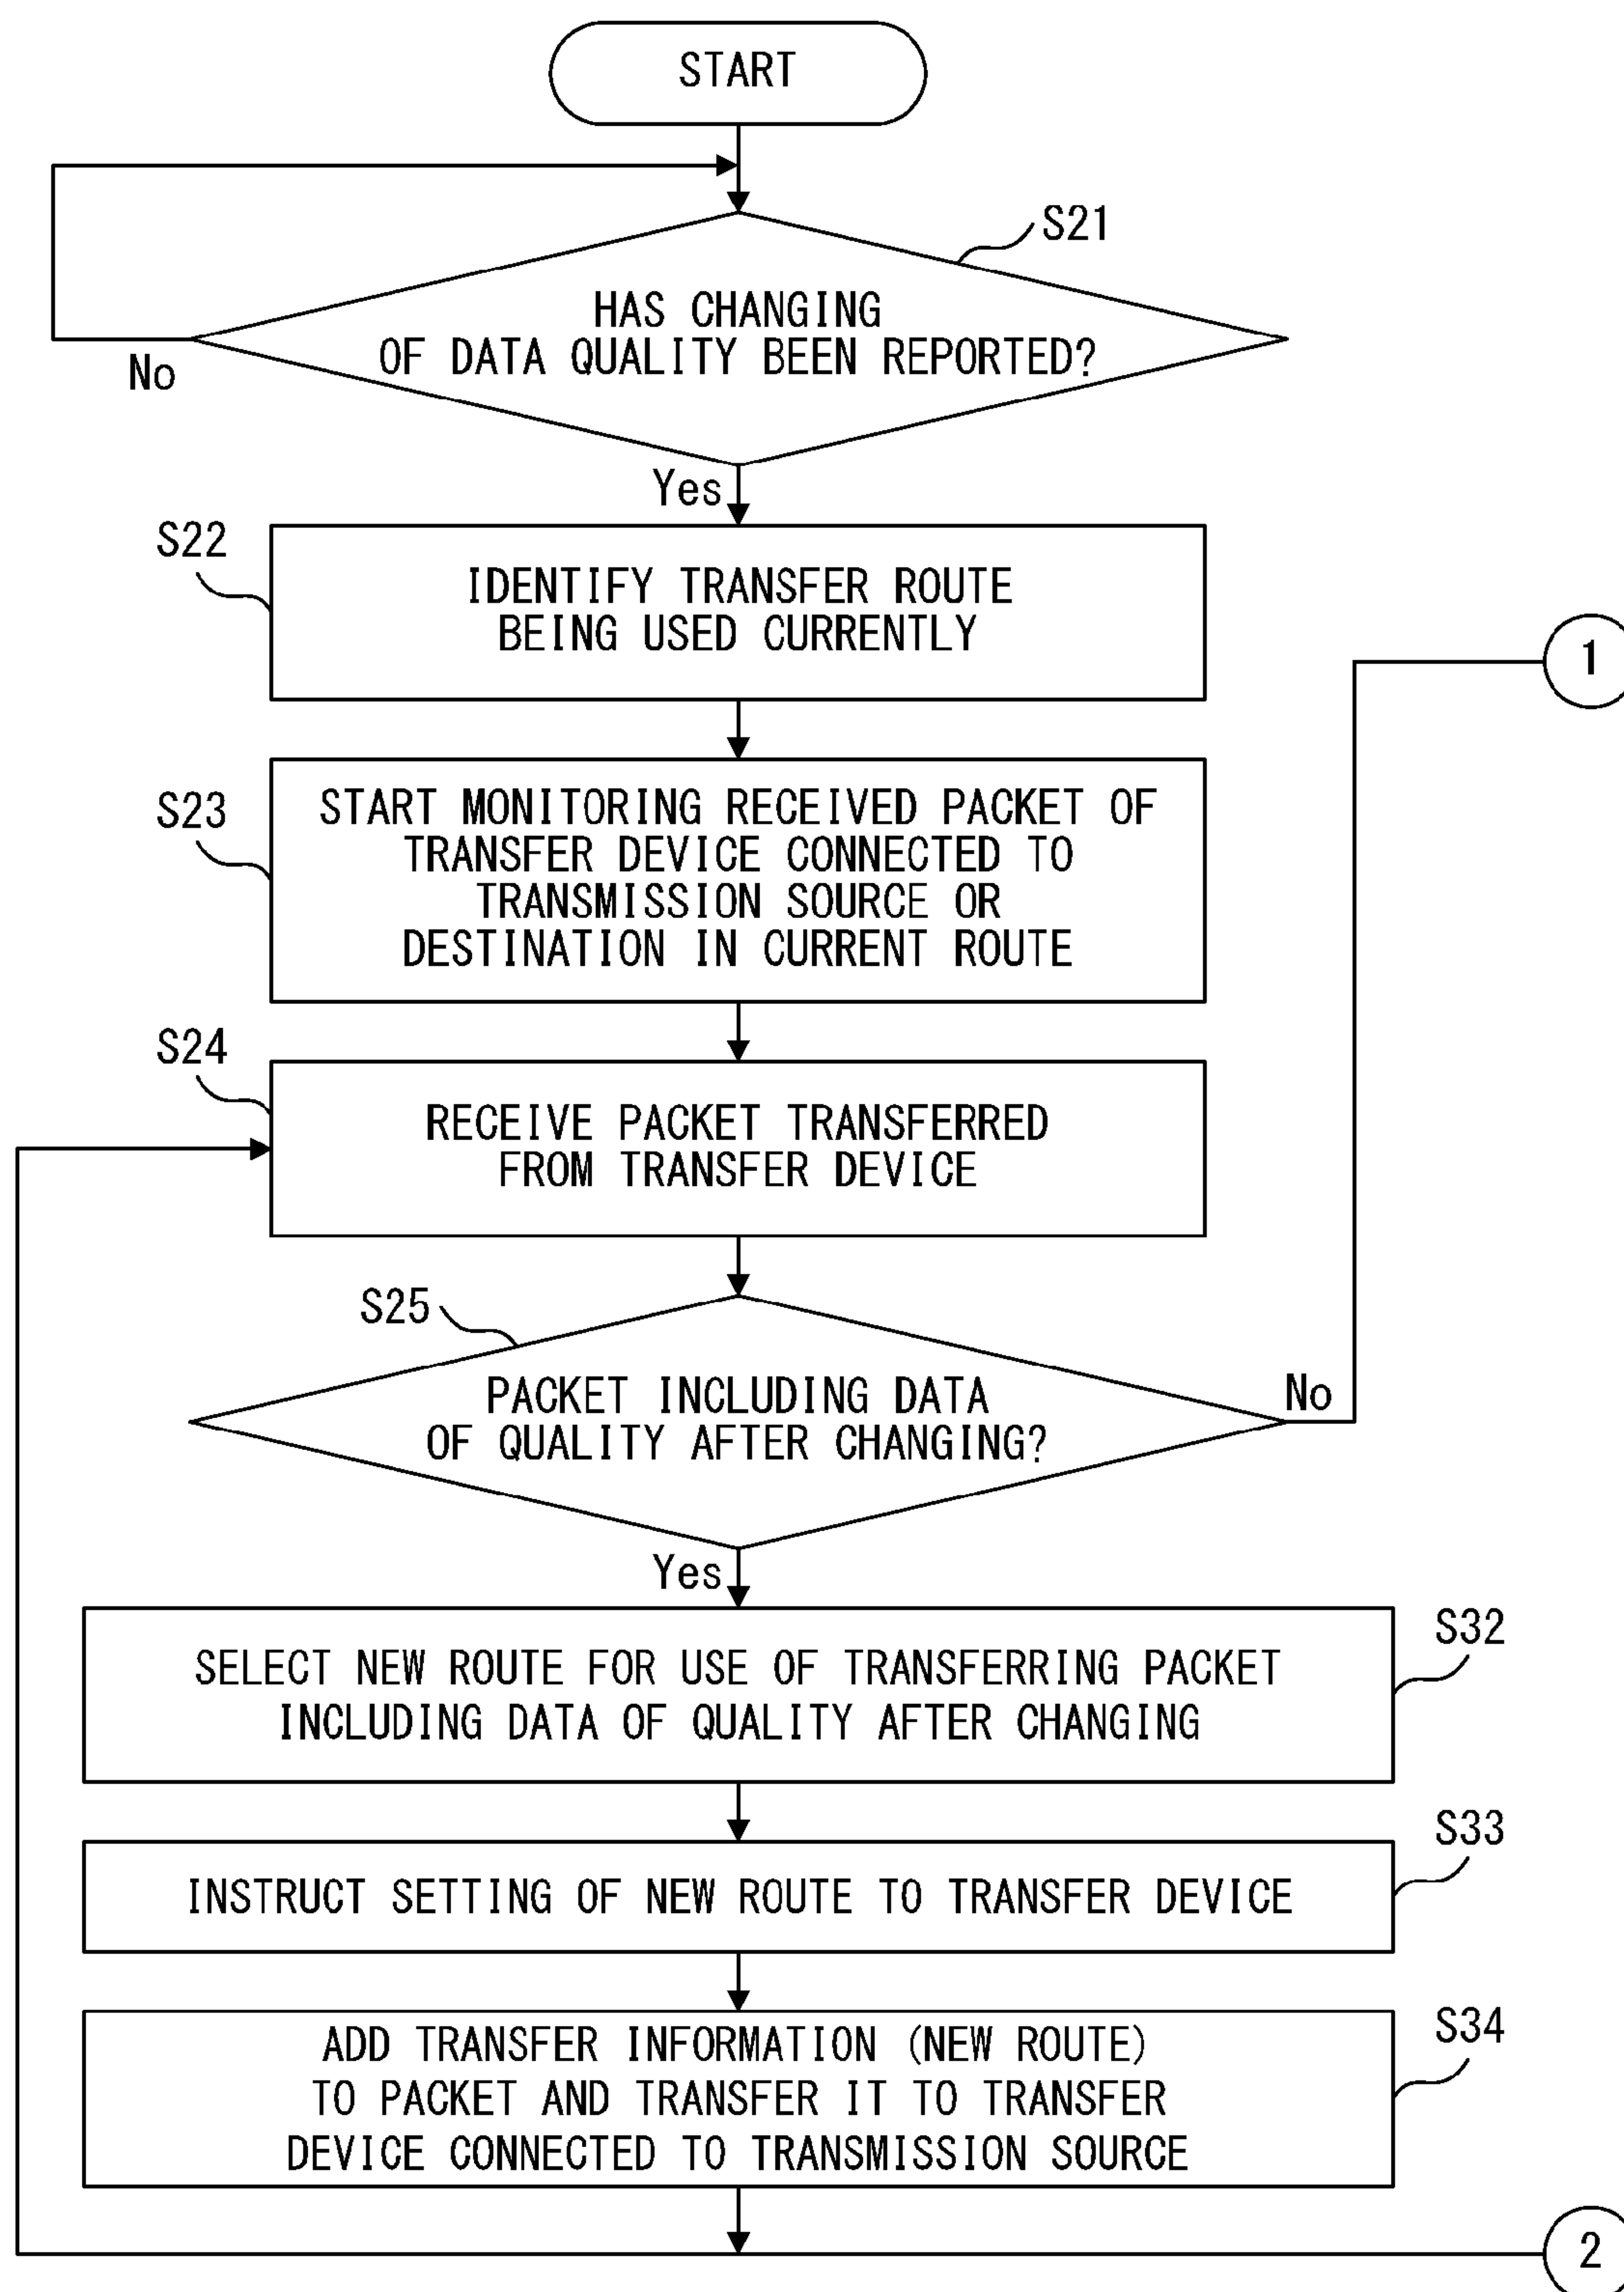 START
S21
HAS CHANGING
OF DATA QUALITY BEEN REPORTED?
No
Yes
S22
IDENTIFY TRANSFER ROUTE
BEING USED CURRENTLY
1
S23
START MONITORING RECEIVED PACKET OF
TRANSFER DEVICE CONNECTED TO
TRANSMISSION SOURCE OR
DESTINATION IN CURRENT ROUTE
S24
RECEIVE PACKET TRANSFERRED
FROM TRANSFER DEVICE
S25
PACKET INCLUDING DATA
OF QUALITY AFTER CHANGING?
No
Yes
S32
SELECT NEW ROUTE FOR USE OF TRANSFERRING PACKET
INCLUDING DATA OF QUALITY AFTER CHANGING
S33
INSTRUCT SETTING OF NEW ROUTE TO TRANSFER DEVICE
S34
ADD TRANSFER INFORMATION (NEW ROUTE)
TO PACKET AND TRANSFER IT TO TRANSFER
DEVICE CONNECTED TO TRANSMISSION SOURCE
2